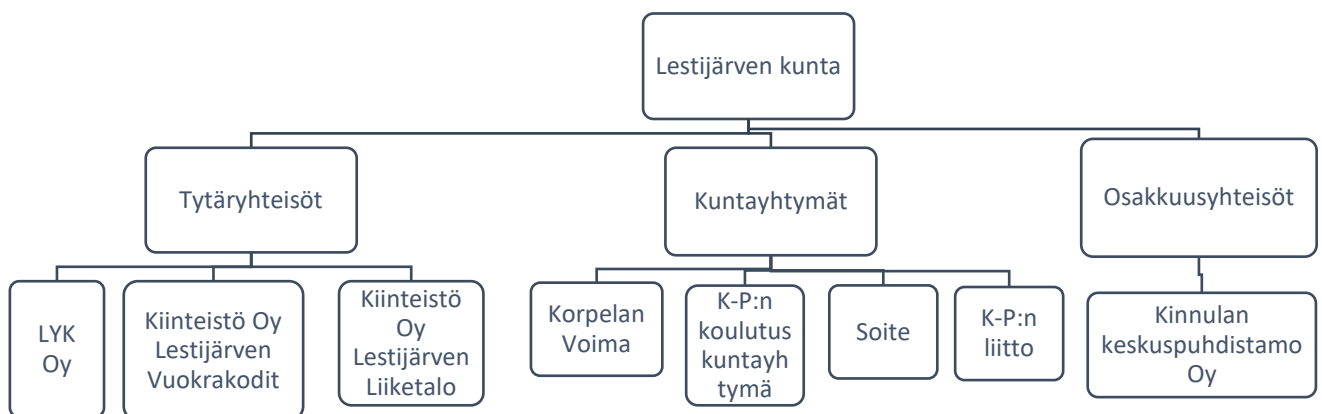 Lestijärven kunta
Tytäryhteisöt
Kuntayhtymät
Osakkuusyhteisöt
LYK
Oy
Kiinteistö Oy
Lestijärven
Vuokrakodit
Kiinteistö
Oy
Lestijärven
Liiketalo
Korpelan
Voima
K-P:n
koulutus
kuntayh
tymä
Soite
K-P:n
liitto
Kinnulan
keskuspuhdistamo
Oy